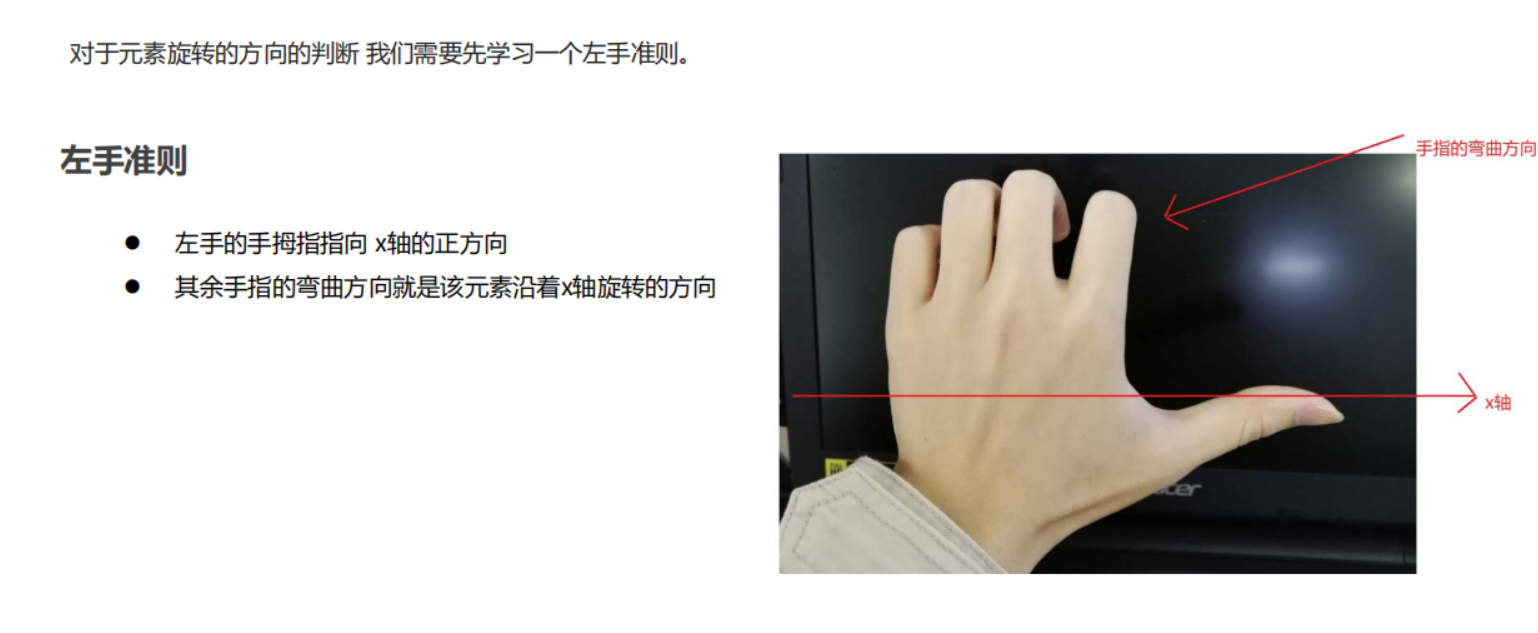 对于元素旋转的方向的判断 我们需要先学习一个左手准则。
左手准则
● 左手的手拇指指向 x轴的正方向
● 其余手指的弯曲方向就是该元素沿着x轴旋转的方向
手指的弯曲方向
x轴
acer